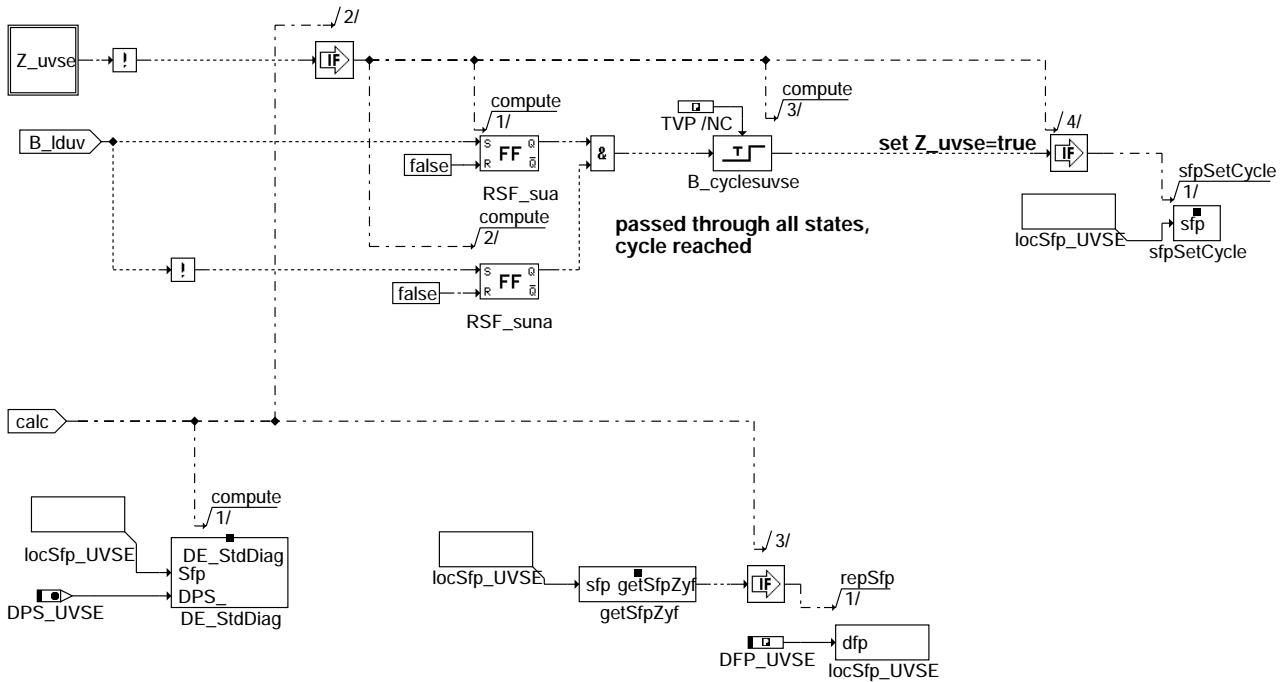 /2/
Z_uvse
!
IF
compute
3/
compute
1/
TVP /NC
/4/
B_lduv
S Q
FF
R Q
false
RSF_sua
&
T
B_cyclesuvse
set Z_uvse=true
IF
sfpSetCycle
1/
compute
2/
passed through all states,
cycle reached
locSfp_UVSE
sfp
sfpSetCycle
!
S Q
FF
R Q
false
RSF_suna
calc
compute
1/
/3/
locSfp_UVSE
DE_StdDiag
Sfp
DPS_
DPS_UVSE
DE_StdDiag
locSfp_UVSE
sfp getSfpZyf
getSfpZyf
IF
repSfp
1/
DFP_UVSE
dfp
locSfp_UVSE